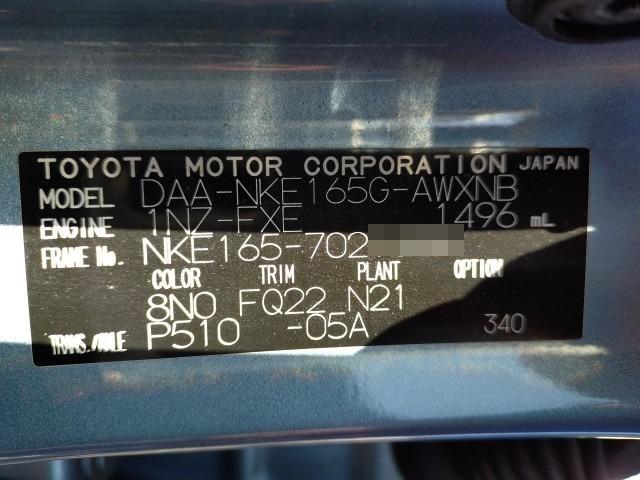 TOYOTA MOTOR CORPORATION JAPAN
MODEL DAA-NKE165G-AWXNB
ENGINE 1NZ-FXE 1496 mL
FRAME No. NKE165-702
COLOR TRIM PLANT OPTION
8N0 FQ22 N21
TRANS./AXLE P510 -05A 340